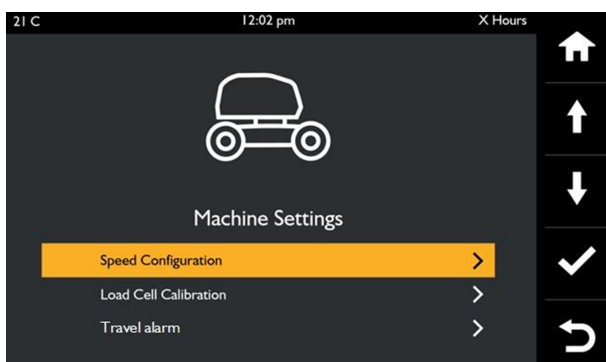 21 C 12:02 pm X Hours
Machine Settings
Speed Configuration
Load Cell Calibration
Travel alarm